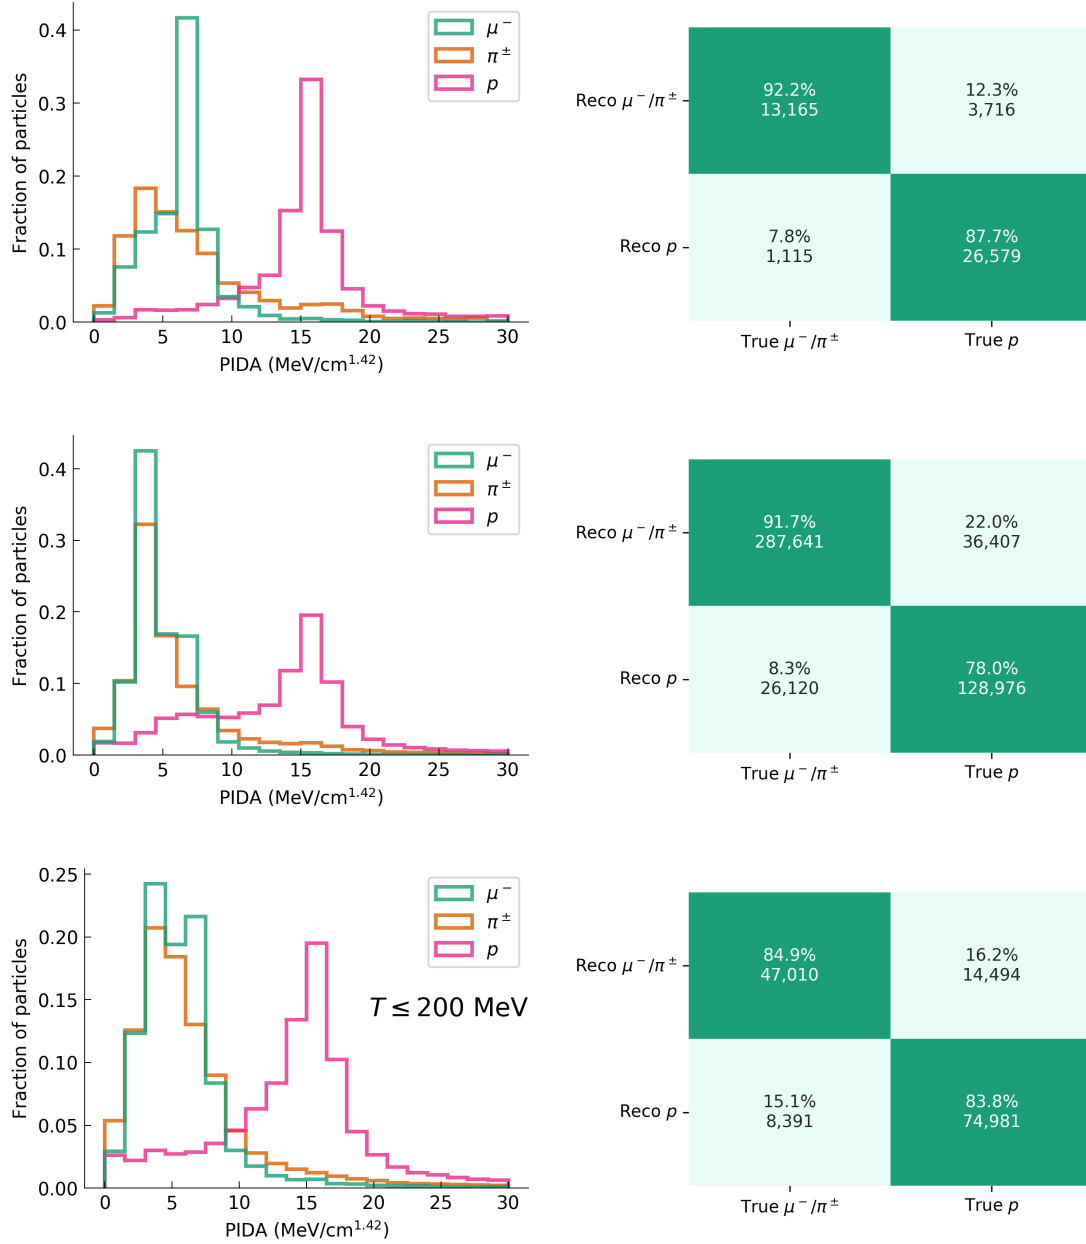 0.4
0.3
0.2
0.1
0.0
Fraction of particles
0 5 10 15 20 25 30
PIDA (MeV/cm^1.42)
μ⁻
π±
p
Reco μ⁻/π±
92.2%
13,165
12.3%
3,716
Reco p
7.8%
1,115
87.7%
26,579
True μ⁻/π± True p
0.4
0.3
0.2
0.1
0.0
Fraction of particles
0 5 10 15 20 25 30
PIDA (MeV/cm^1.42)
μ⁻
π±
p
Reco μ⁻/π±
91.7%
287,641
22.0%
36,407
Reco p
8.3%
26,120
78.0%
128,976
True μ⁻/π± True p
0.25
0.20
0.15
0.10
0.05
0.00
Fraction of particles
0 5 10 15 20 25 30
PIDA (MeV/cm^1.42)
μ⁻
π±
p
T ≤ 200 MeV
Reco μ⁻/π±
84.9%
47,010
16.2%
14,494
Reco p
15.1%
8,391
83.8%
74,981
True μ⁻/π± True p